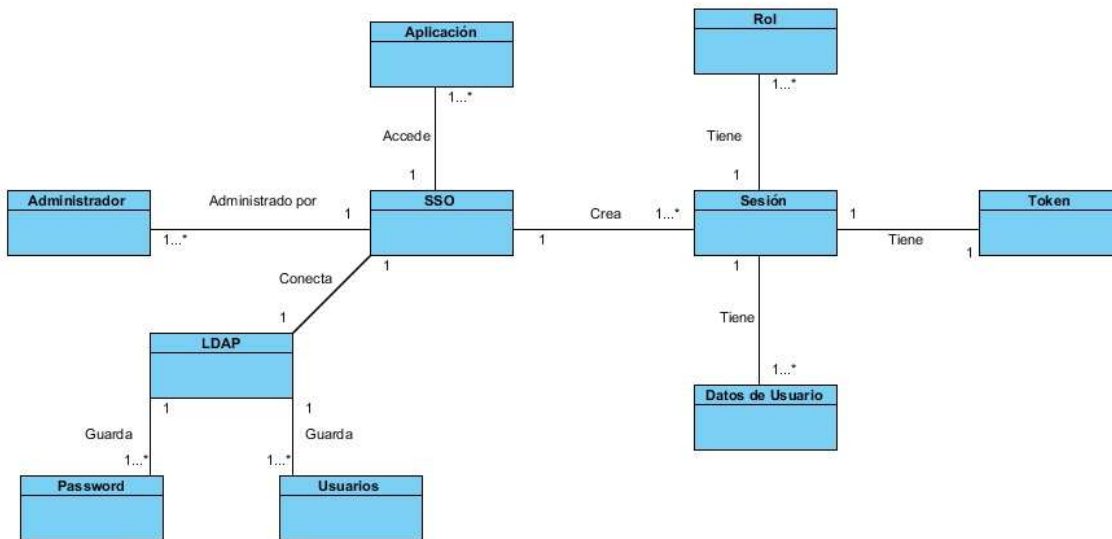 Aplicación
Rol
1...*
1...*
Accede
Tiene
1
1
Administrador
Administrado por
1
SSO
Crea
1...*
Sesión
1
Token
1...*
1
Tiene
1
1
1
Conecta
Tiene
1
LDAP
1...*
Datos de Usuario
1
1
Guarda
Guarda
1...*
1...*
Password
Usuarios